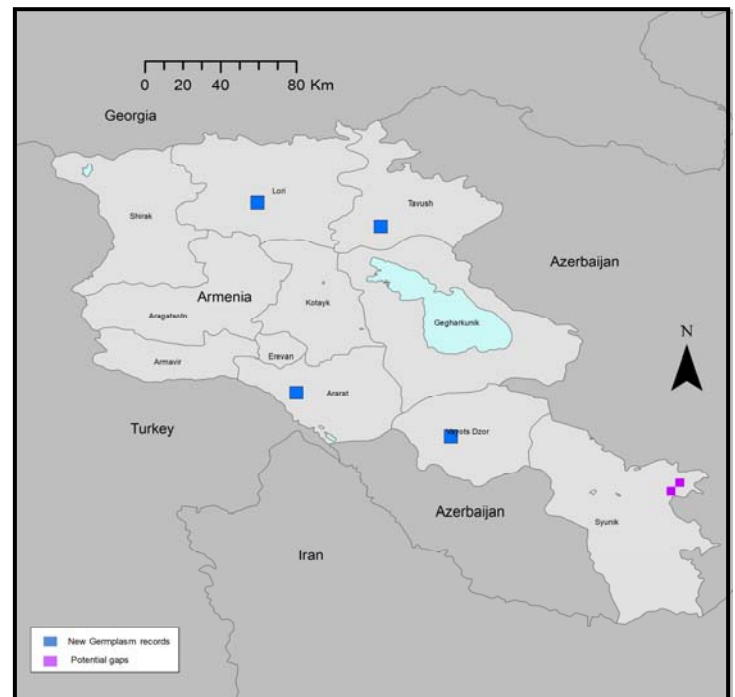 0 20 40 80 Km
Georgia
Lori
Tavush
Shirak
Azerbaijan
Armenia
Kotayk
Aragatsotn
Gegharkunik
N
Erevan
Armavir
Ararat
Turkey
Vayots Dzor
Azerbaijan
Syunik
Iran
New Germplasm records
Potential gaps